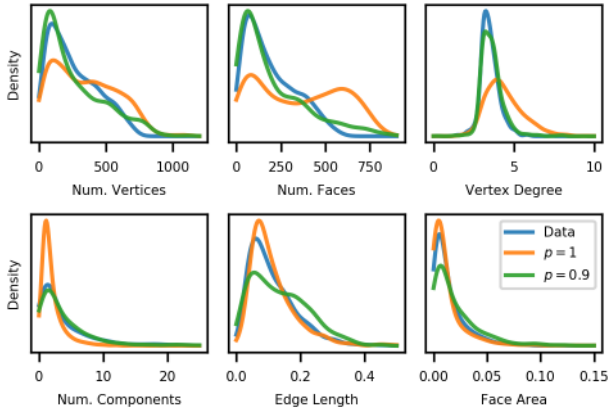 Density
0 500 1000
Num. Vertices
0 250 500 750
Num. Faces
0 5 10
Vertex Degree
Density
0 10 20
Num. Components
0.0 0.2 0.4
Edge Length
Data
p = 1
p = 0.9
0.00 0.05 0.10 0.15
Face Area